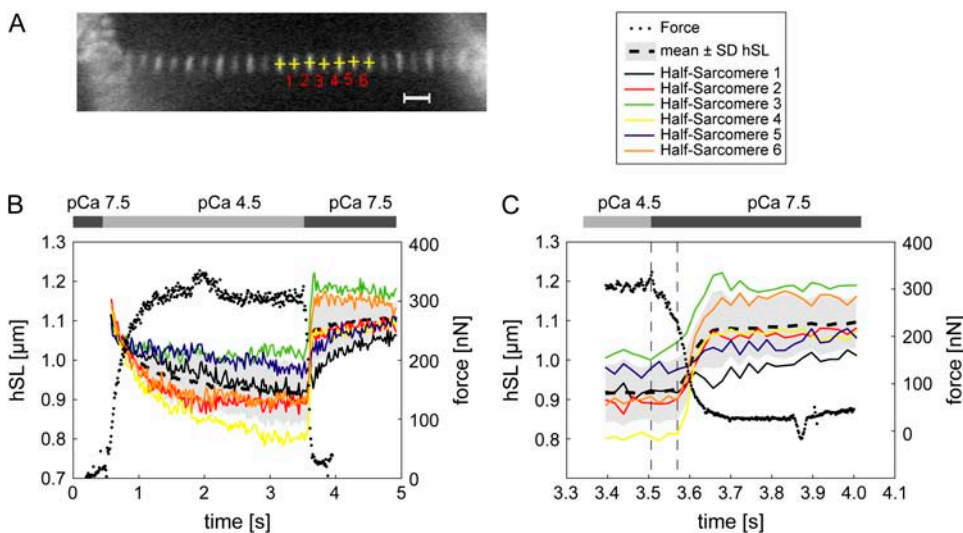 A
1 2 3 4 5 6
Force
mean ± SD hSL
Half-Sarcomere 1
Half-Sarcomere 2
Half-Sarcomere 3
Half-Sarcomere 4
Half-Sarcomere 5
Half-Sarcomere 6
B
pCa 7.5 pCa 4.5 pCa 7.5
1.3
1.2
1.1
1.0
0.9
0.8
0.7
hSL [µm]
400
300
200
100
0
force [nN]
0 1 2 3 4 5
time [s]
C
pCa 4.5 pCa 7.5
1.3
1.2
1.1
1.0
0.9
0.8
0.7
hSL [µm]
400
300
200
100
0
force [nN]
3.3 3.4 3.5 3.6 3.7 3.8 3.9 4.0 4.1
time [s]